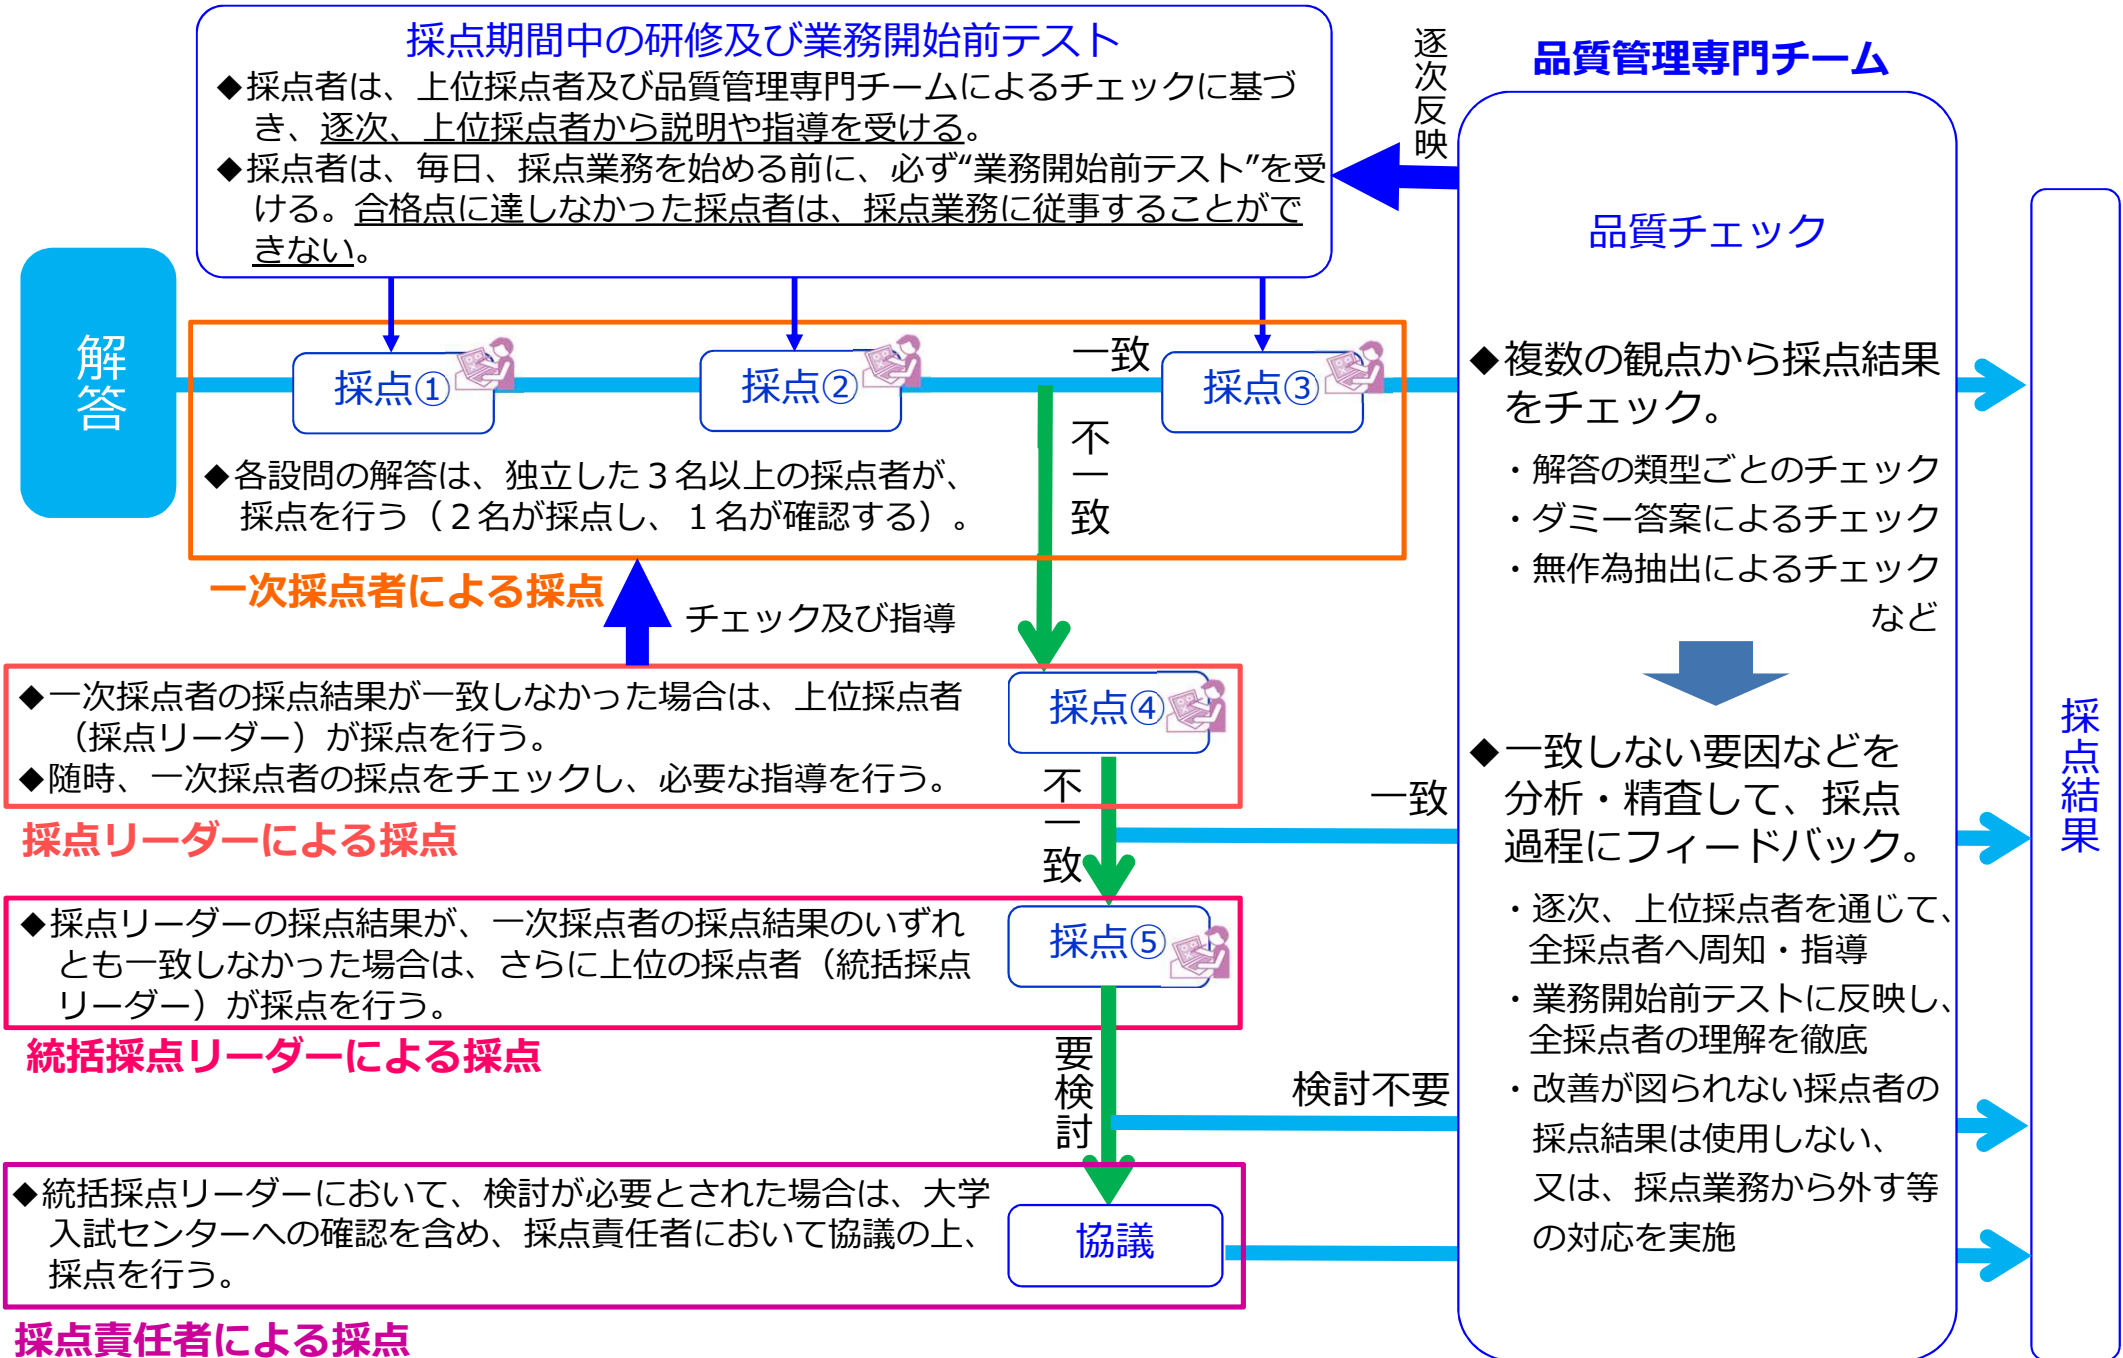 採点期間中の研修及び業務開始前テスト
◆採点者は、上位採点者及び品質管理専門チームによるチェックに基づ
き、逐次、上位採点者から説明や指導を受ける。
◆採点者は、毎日、採点業務を始める前に、必ず“業務開始前テスト”を受
ける。合格点に達しなかった採点者は、採点業務に従事することがで
きない。
逐次反映
品質管理専門チーム
解答
採点①
採点②
一致
採点③
不一致
◆各設問の解答は、独立した３名以上の採点者が、
採点を行う（２名が採点し、１名が確認する）。
一次採点者による採点
チェック及び指導
◆一次採点者の採点結果が一致しなかった場合は、上位採点者
（採点リーダー）が採点を行う。
◆随時、一次採点者の採点をチェックし、必要な指導を行う。
採点④
不一致
一致
採点リーダーによる採点
◆採点リーダーの採点結果が、一次採点者の採点結果のいずれ
とも一致しなかった場合は、さらに上位の採点者（統括採点
リーダー）が採点を行う。
採点⑤
統括採点リーダーによる採点
要検討
検討不要
◆統括採点リーダーにおいて、検討が必要とされた場合は、大学
入試センターへの確認を含め、採点責任者において協議の上、
採点を行う。
協議
採点責任者による採点
品質チェック
◆複数の観点から採点結果
をチェック。
・解答の類型ごとのチェック
・ダミー答案によるチェック
・無作為抽出によるチェック
など
◆一致しない要因などを
分析・精査して、採点
過程にフィードバック。
・逐次、上位採点者を通じて、
全採点者へ周知・指導
・業務開始前テストに反映し、
全採点者の理解を徹底
・改善が図られない採点者の
採点結果は使用しない、
又は、採点業務から外す等
の対応を実施
採点結果